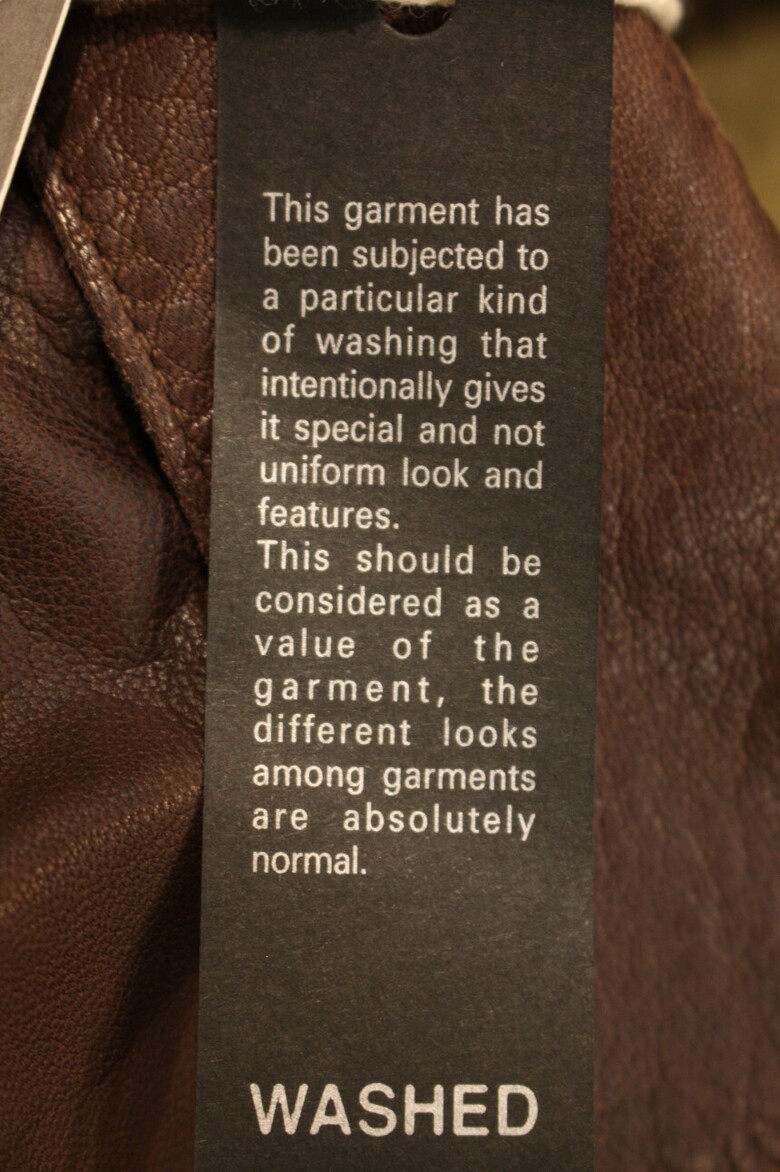 This garment has
been subjected to
a particular kind
of washing that
intentionally gives
it special and not
uniform look and
features.
This should be
considered as a
value of the
garment, the
different looks
among garments
are absolutely
normal.
WASHED